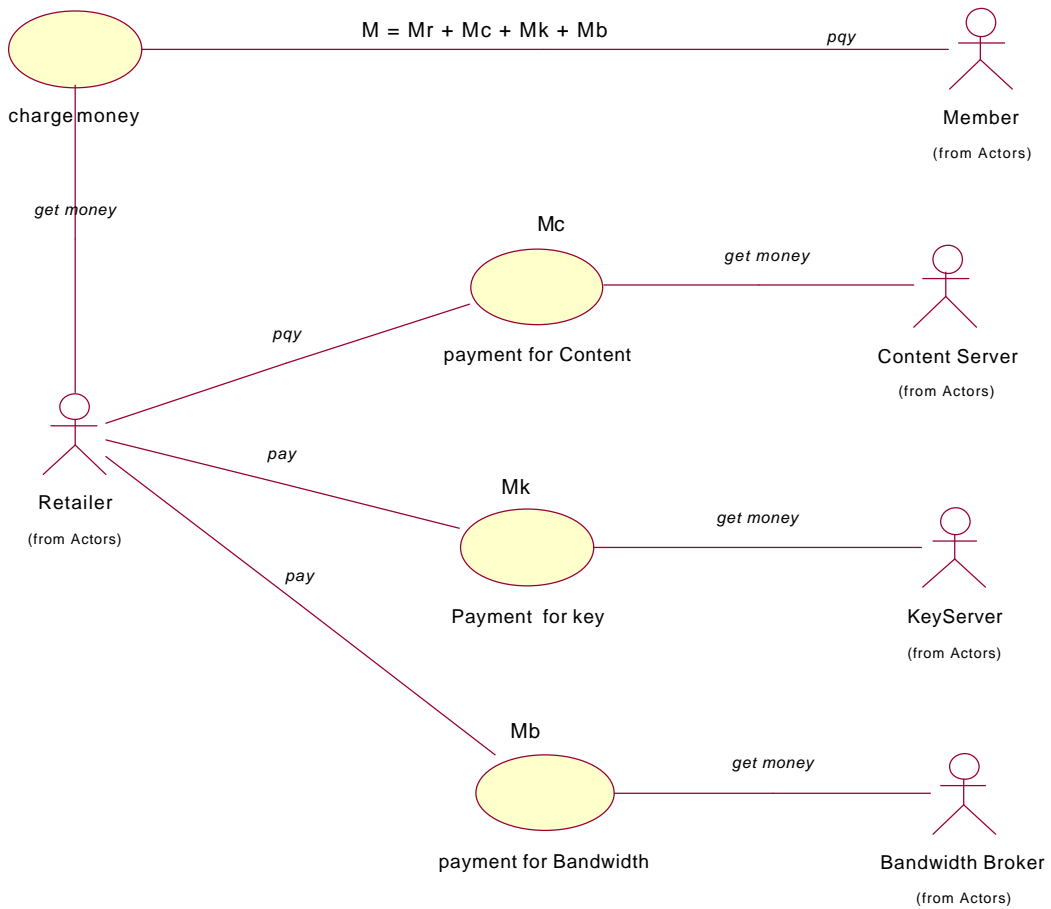 M = Mr + Mc + Mk + Mb
pqy
charge money
Member
(from Actors)
get money
Mc
get money
pqy
payment for Content
Content Server
(from Actors)
pay
Mk
Retailer
(from Actors)
get money
pay
Payment for key
KeyServer
(from Actors)
Mb
get money
payment for Bandwidth
Bandwidth Broker
(from Actors)